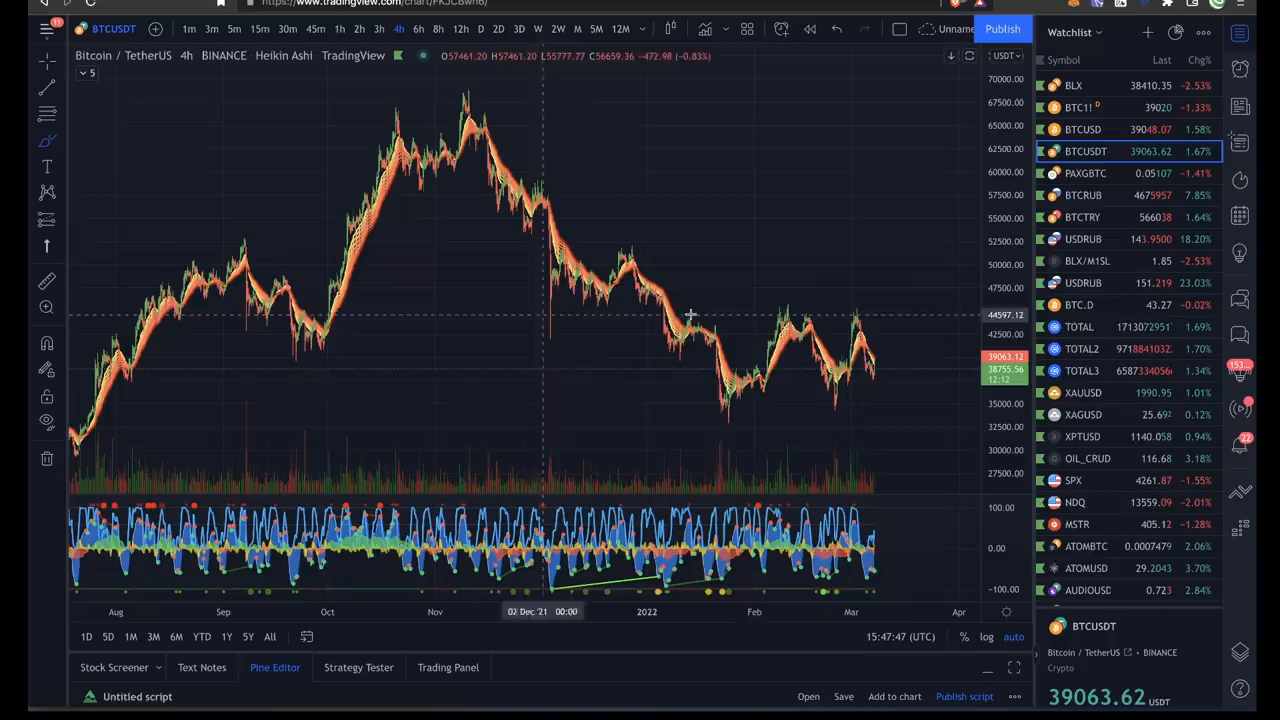 https://www.tradingview.com/chart/FKJCBwh6/
11
BTCUSDT 1m 3m 5m 15m 30m 45m 1h 2h 3h 4h 6h 8h 12h D 2D 3D W 2W M 5M 12M Unname Publish
Bitcoin / TetherUS 4h BINANCE Heikin Ashi TradingView O57461.20 H57461.20 L55777.77 C56659.36 -472.98 (-0.83%) USDT
5
70000.00
67500.00
65000.00
62500.00
60000.00
57500.00
55000.00
52500.00
50000.00
47500.00
44597.12
42500.00
39063.12
38755.56
12:12
35000.00
32500.00
30000.00
27500.00
100.00
0.00
-100.00
Aug Sep Oct Nov 02 Dec '21 00:00 2022 Feb Mar Apr
1D 5D 1M 3M 6M YTD 1Y 5Y All 15:47:47 (UTC) % log auto
Stock Screener Text Notes Pine Editor Strategy Tester Trading Panel
Untitled script Open Save Add to chart Publish script
Watchlist
Symbol Last Chg%
BLX 38410.35 -2.53%
BTC1! D 39020 -1.33%
BTCUSD 39048.07 1.58%
BTCUSDT 39063.62 1.67%
PAXGBTC 0.05107 -1.41%
BTCRUB 4675957 7.85%
BTCTRY 566038 1.64%
USDRUB 143.9500 18.20%
BLX/M1SL 1.85 -2.53%
USDRUB 151.219 23.03%
BTC.D 43.27 -0.02%
TOTAL 1713072951 1.69%
TOTAL2 9718841032 1.70%
TOTAL3 6587334056 1.34%
XAUUSD 1990.95 1.01%
XAGUSD 25.692 0.12%
XPTUSD 1140.058 0.94%
OIL_CRUD 116.68 3.18%
SPX 4261.87 -1.55%
NDQ 13559.09 -2.01%
MSTR 405.12 -1.28%
ATOMBTC 0.0007479 2.06%
ATOMUSD 29.2043 3.70%
AUDIOUSD 0.723 2.84%
BTCUSDT
Bitcoin / TetherUS • BINANCE
Crypto
39063.62 USDT
153...
22